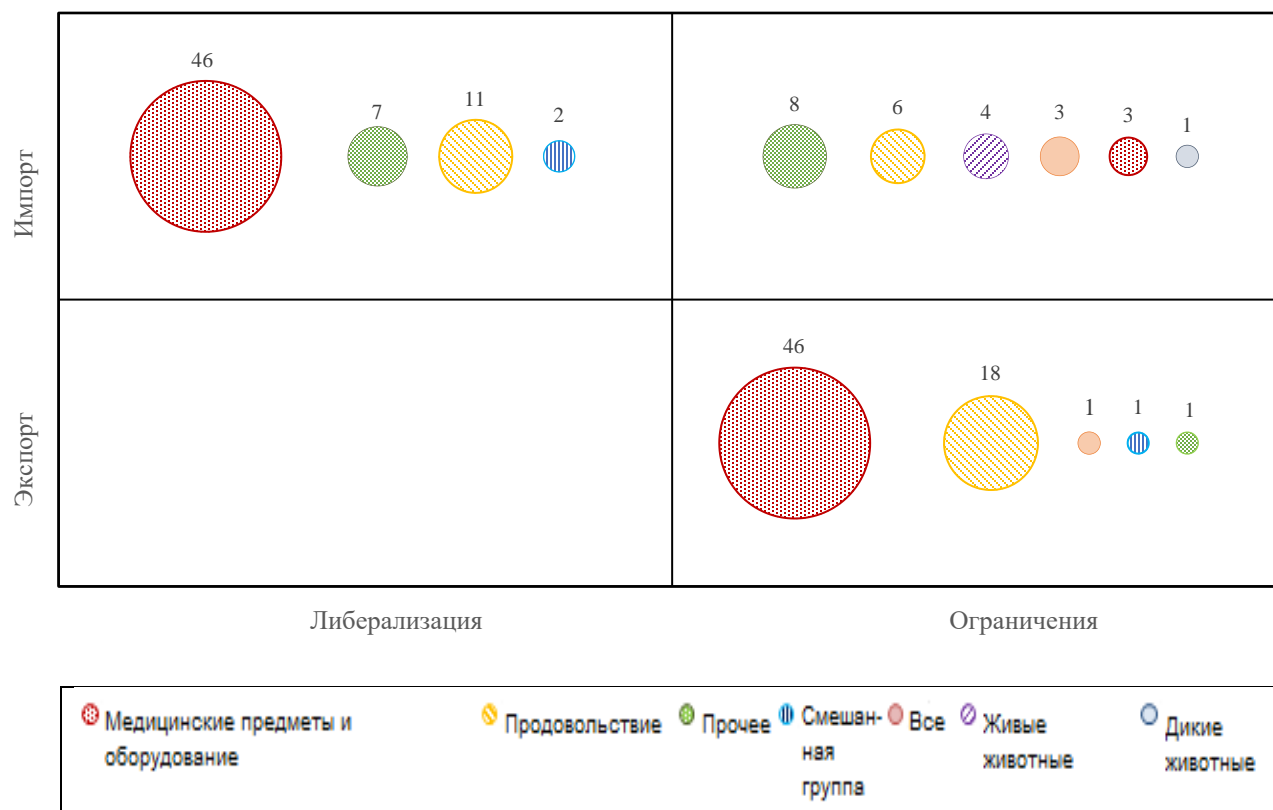 46
7
11
2
8
6
4
3
3
1
Импорт
46
18
1
1
1
Экспорт
Либерализация
Ограничения
Медицинские предметы и
оборудование
Продовольствие
Прочее
Смешан-
ная
группа
Все
Живые
животные
Дикие
животные